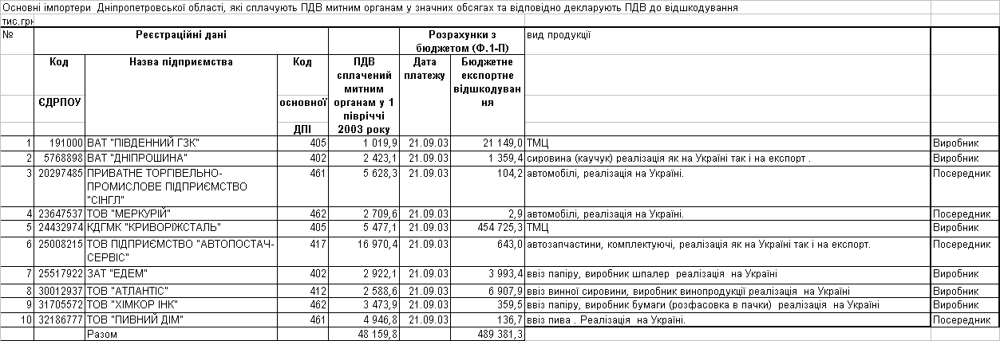 Основні імпортери Дніпропетровської області, які сплачують ПДВ митним органам у значних обсягах та відповідно декларують ПДВ до відшкодування
тис.грн
№ Реєстраційні дані Розрахунки з бюджетом (Ф.1-П) вид продукції
Код ЄДРПОУ Назва підприємства Код основної ДПІ ПДВ сплачений митним органам у 1 півріччі 2003 року Дата платежу Бюджетне експортне відшкодування
1 191000 ВАТ "ПІВДЕННИЙ ГЗК" 405 1 019,9 21.09.03 21 149,0 ТМЦ Виробник
2 5768898 ВАТ "ДНІПРОШИНА" 402 2 423,1 21.09.03 1 359,4 сировина (каучук) реалізація як на Україні так і на експорт . Виробник
3 20297485 ПРИВАТНЕ ТОРГІВЕЛЬНО-ПРОМИСЛОВЕ ПІДПРИЄМСТВО "СІНГЛ" 461 5 628,3 21.09.03 104,2 автомобілі, реалізація на Україні. Посередник
4 23647537 ТОВ "МЕРКУРІЙ" 462 2 709,6 21.09.03 2,9 автомобілі, реалізація на Україні. Посередник
5 24432974 КДГМК "КРИВОРІЖСТАЛЬ" 405 5 477,1 21.09.03 454 725,3 ТМЦ Виробник
6 25008215 ТОВ ПІДПРИЄМСТВО "АВТОПОСТАЧ-СЕРВІС" 417 16 970,4 21.09.03 643,0 автозапчастини, комплектуючі, реалізація як на Україні так і на експорт. Посередник
7 25517922 ЗАТ "ЕДЕМ" 402 2 922,1 21.09.03 3 993,4 ввіз папіру, виробник шпалер реалізація на Україні Виробник
8 30012937 ТОВ "АТЛАНТІС" 412 2 588,6 21.09.03 6 907,9 ввіз винної сировини, виробник винопродукції реалізація на Україні Виробник
9 31705572 ТОВ "ХІМКОР ІНК" 462 3 473,9 21.09.03 359,5 ввіз папіру, виробник бумаги (розфасовка в пачки) реалізація на Україні Виробник
10 32186777 ТОВ "ПИВНИЙ ДІМ" 461 4 946,8 21.09.03 136,7 ввіз пива . Реалізація на Україні. Посередник
Разом 48 159,8 489 381,3